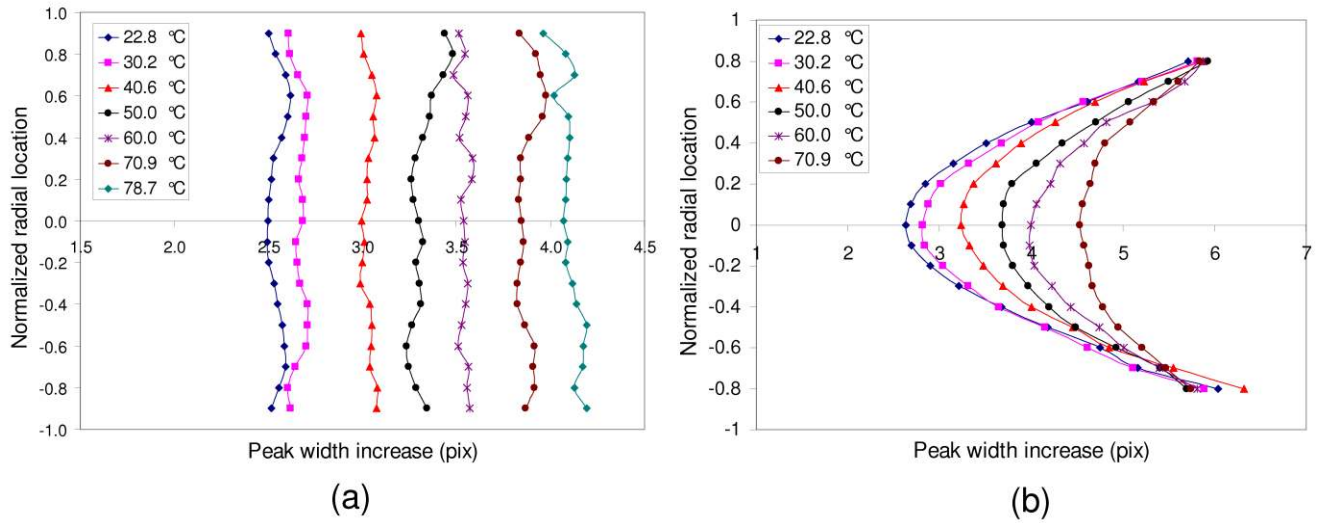 1.0
0.8
0.6
0.4
0.2
0.0
-0.2
-0.4
-0.6
-0.8
-1.0
Normalized radial location
22.8 °C
30.2 °C
40.6 °C
50.0 °C
60.0 °C
70.9 °C
78.7 °C
1.5 2.0 2.5 3.0 3.5 4.0 4.5
Peak width increase (pix)
(a)
1
0.8
0.6
0.4
0.2
0
-0.2
-0.4
-0.6
-0.8
-1
Normalized radial location
22.8 °C
30.2 °C
40.6 °C
50.0 °C
60.0 °C
70.9 °C
1 2 3 4 5 6 7
Peak width increase (pix)
(b)